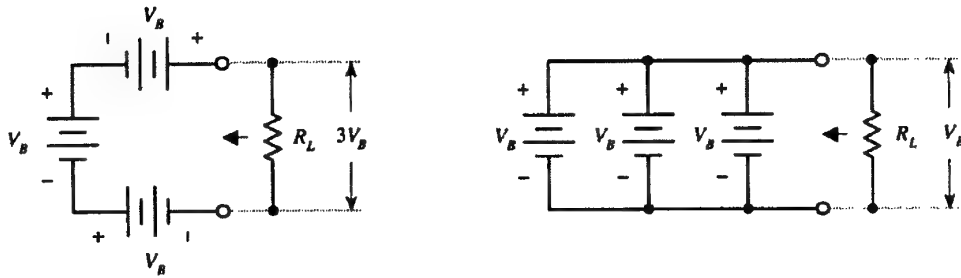 V_B
− +
+
V_B
−
R_L
3V_B
+ −
V_B
+ + +
V_B V_B V_B
− − −
R_L
V_B